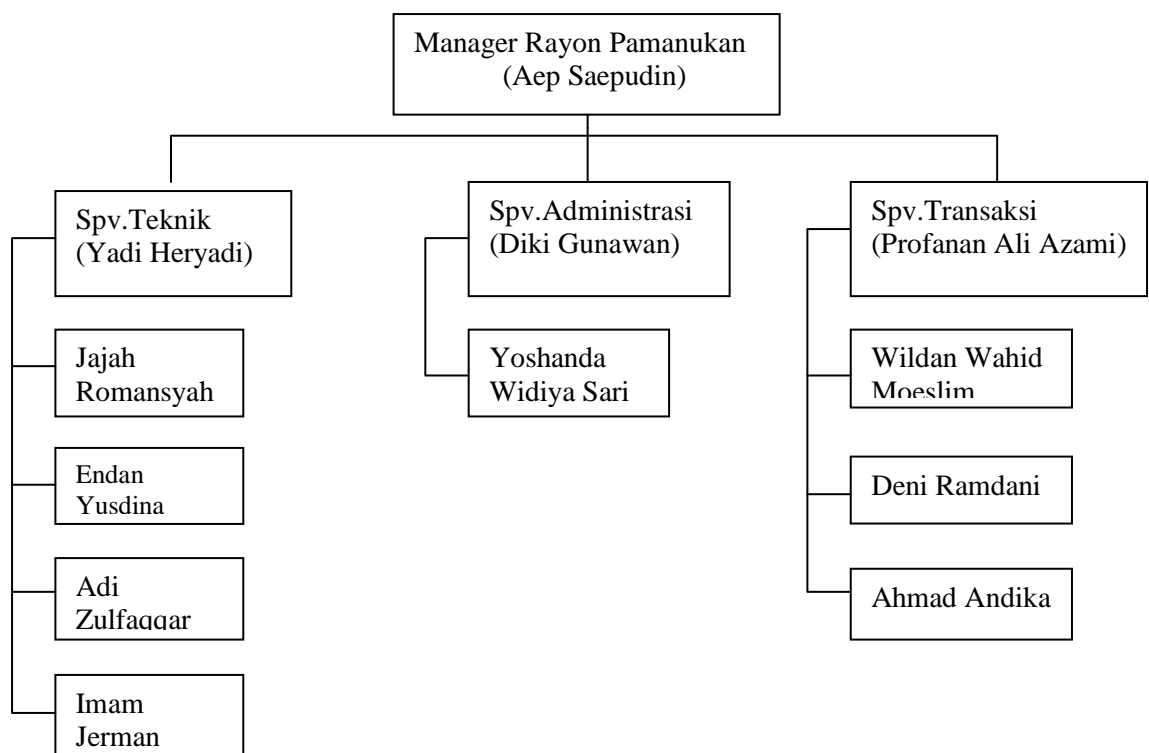 Manager Rayon Pamanukan
(Aep Saepudin)
Spv.Teknik
(Yadi Heryadi)
Spv.Administrasi
(Diki Gunawan)
Spv.Transaksi
(Profanan Ali Azami)
Jajah
Romansyah
Yoshanda
Widiya Sari
Wildan Wahid
Moeslim
Endan
Yusdina
Deni Ramdani
Adi
Zulfaqqar
Ahmad Andika
Imam
Jerman